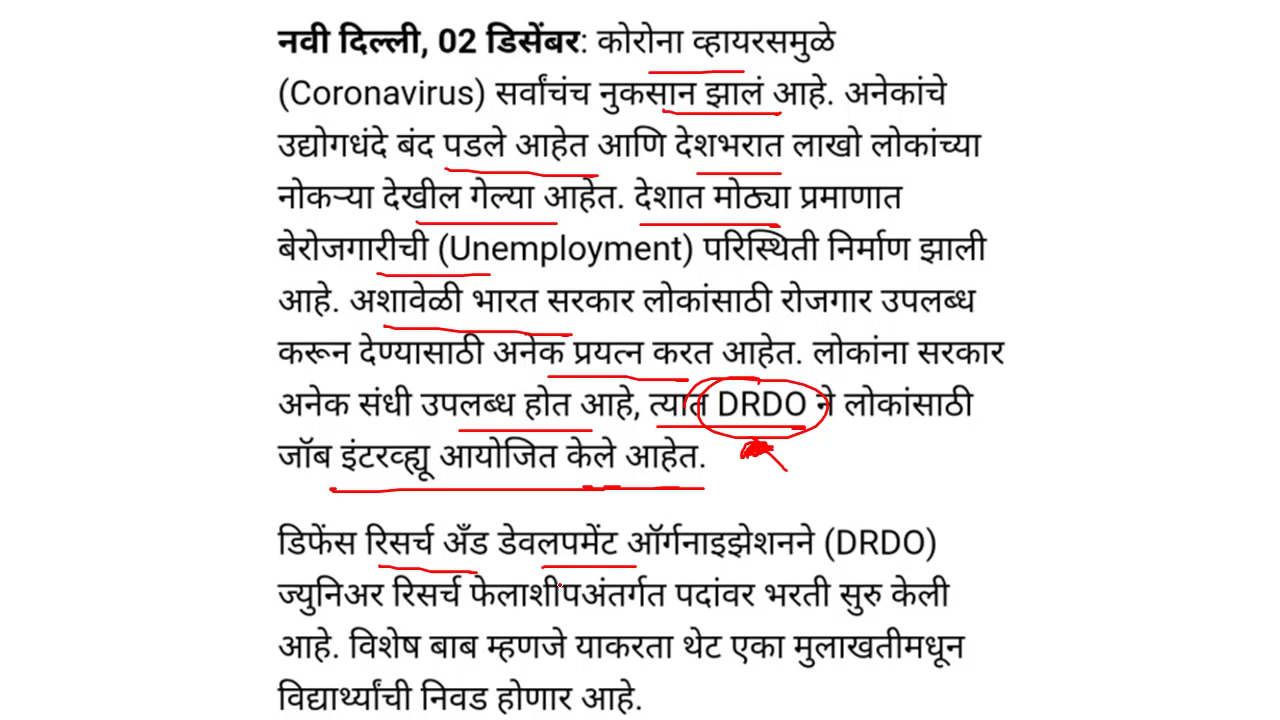 नवी दिल्ली, 02 डिसेंबर: कोरोना व्हायरसमुळे
(Coronavirus) सर्वांचंच नुकसान झालं आहे. अनेकांचे
उद्योगधंदे बंद पडले आहेत आणि देशभरात लाखो लोकांच्या
नोकऱ्या देखील गेल्या आहेत. देशात मोठ्या प्रमाणात
बेरोजगारीची (Unemployment) परिस्थिती निर्माण झाली
आहे. अशावेळी भारत सरकार लोकांसाठी रोजगार उपलब्ध
करून देण्यासाठी अनेक प्रयत्न करत आहेत. लोकांना सरकार
अनेक संधी उपलब्ध होत आहे, त्यात DRDO ने लोकांसाठी
जॉब इंटरव्ह्यू आयोजित केले आहेत.
डिफेंस रिसर्च अँड डेवलपमेंट ऑर्गनाइझेशनने (DRDO)
ज्युनिअर रिसर्च फेलाशीपअंतर्गत पदांवर भरती सुरु केली
आहे. विशेष बाब म्हणजे याकरता थेट एका मुलाखतीमधून
विद्यार्थ्यांची निवड होणार आहे.